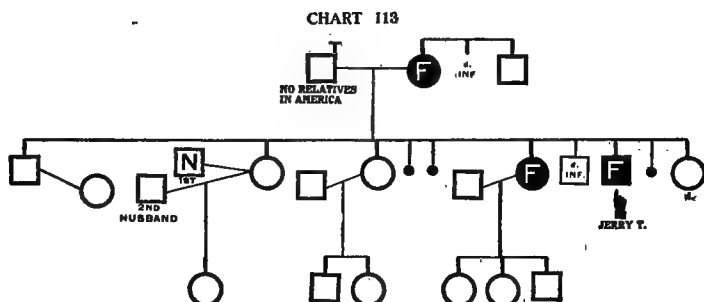 CHART 113
F
d.
INF
NO RELATIVES
IN AMERICA
N
1ST
2ND
HUSBAND
F
d.
INF.
F
JERRY T.